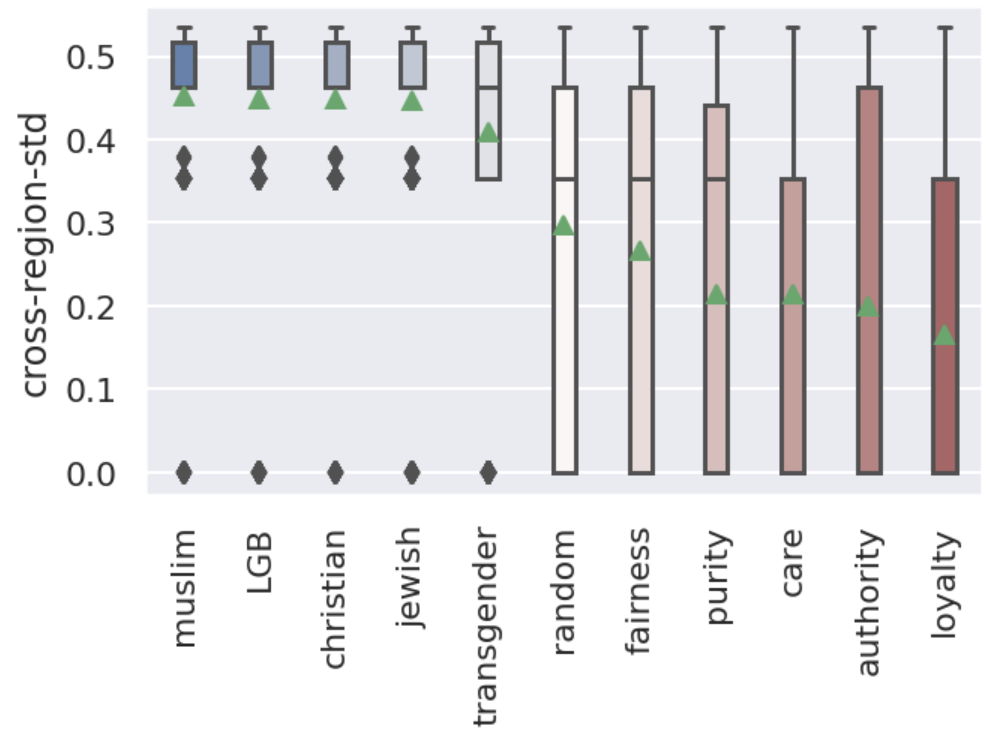 cross-region-std
0.5
0.4
0.3
0.2
0.1
0.0
muslim
LGB
christian
jewish
transgender
random
fairness
purity
care
authority
loyalty